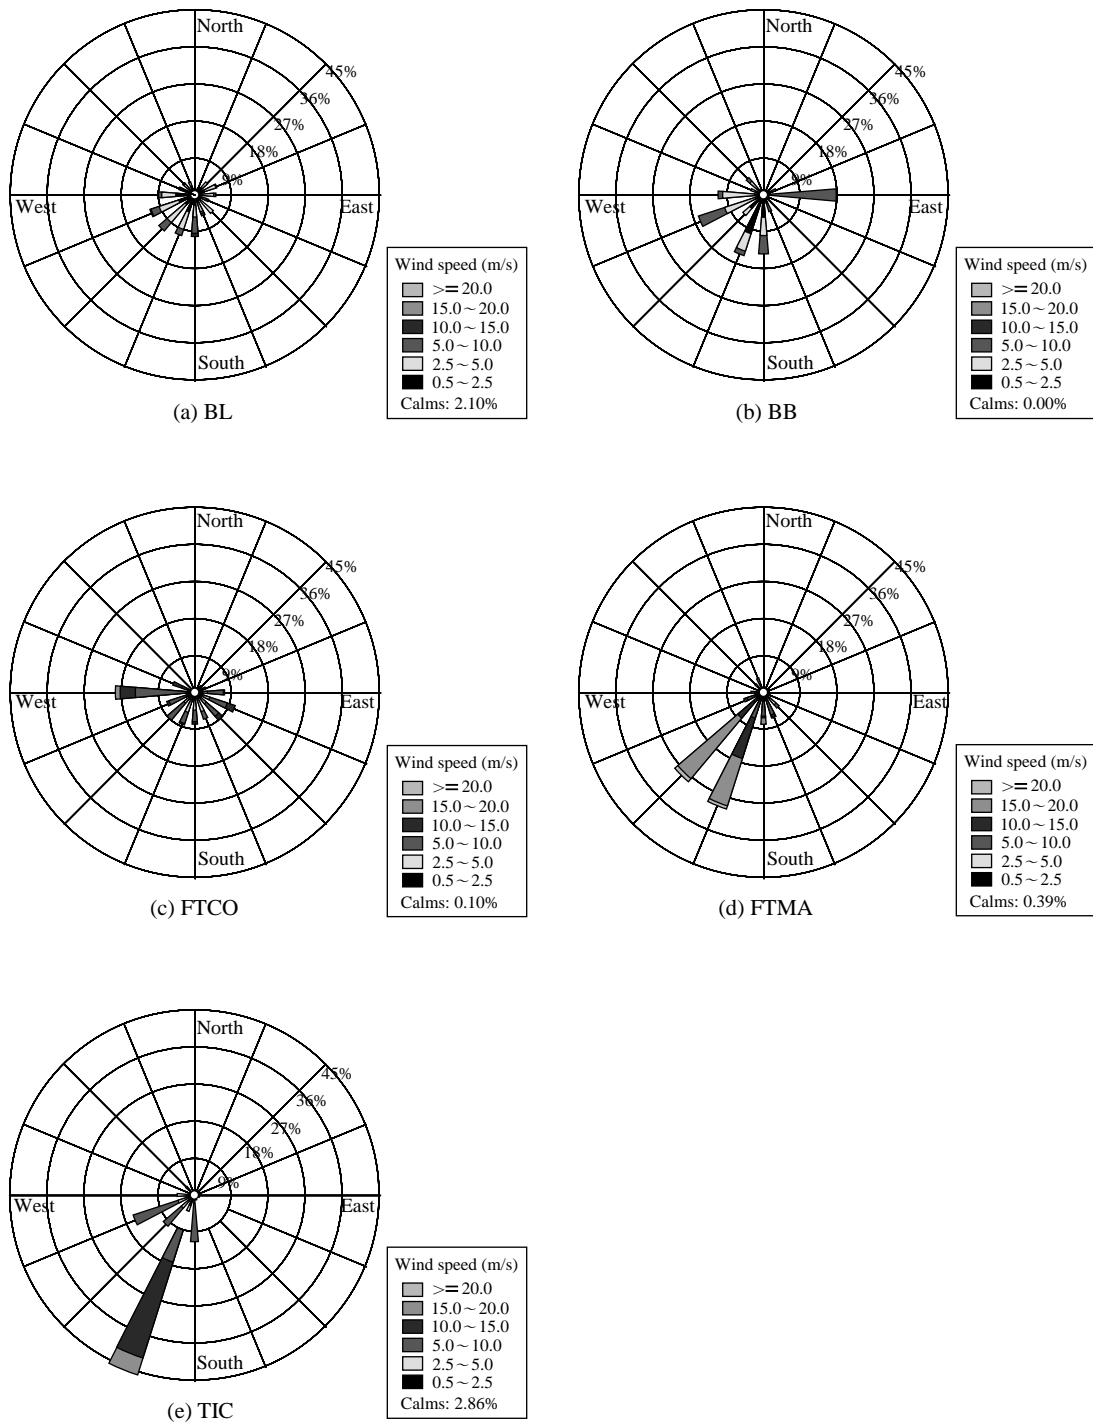 North
45%
36%
27%
18%
9%
West
East
South
Wind speed (m/s)
>= 20.0
15.0~20.0
10.0~15.0
5.0~10.0
2.5~5.0
0.5~2.5
Calms: 2.10%
(a) BL
North
45%
36%
27%
18%
9%
West
East
South
Wind speed (m/s)
>= 20.0
15.0~20.0
10.0~15.0
5.0~10.0
2.5~5.0
0.5~2.5
Calms: 0.00%
(b) BB
North
45%
36%
27%
18%
9%
West
East
South
Wind speed (m/s)
>= 20.0
15.0~20.0
10.0~15.0
5.0~10.0
2.5~5.0
0.5~2.5
Calms: 0.10%
(c) FTCO
North
45%
36%
27%
18%
9%
West
East
South
Wind speed (m/s)
>= 20.0
15.0~20.0
10.0~15.0
5.0~10.0
2.5~5.0
0.5~2.5
Calms: 0.39%
(d) FTMA
North
45%
36%
27%
18%
9%
West
East
South
Wind speed (m/s)
>= 20.0
15.0~20.0
10.0~15.0
5.0~10.0
2.5~5.0
0.5~2.5
Calms: 2.86%
(e) TIC